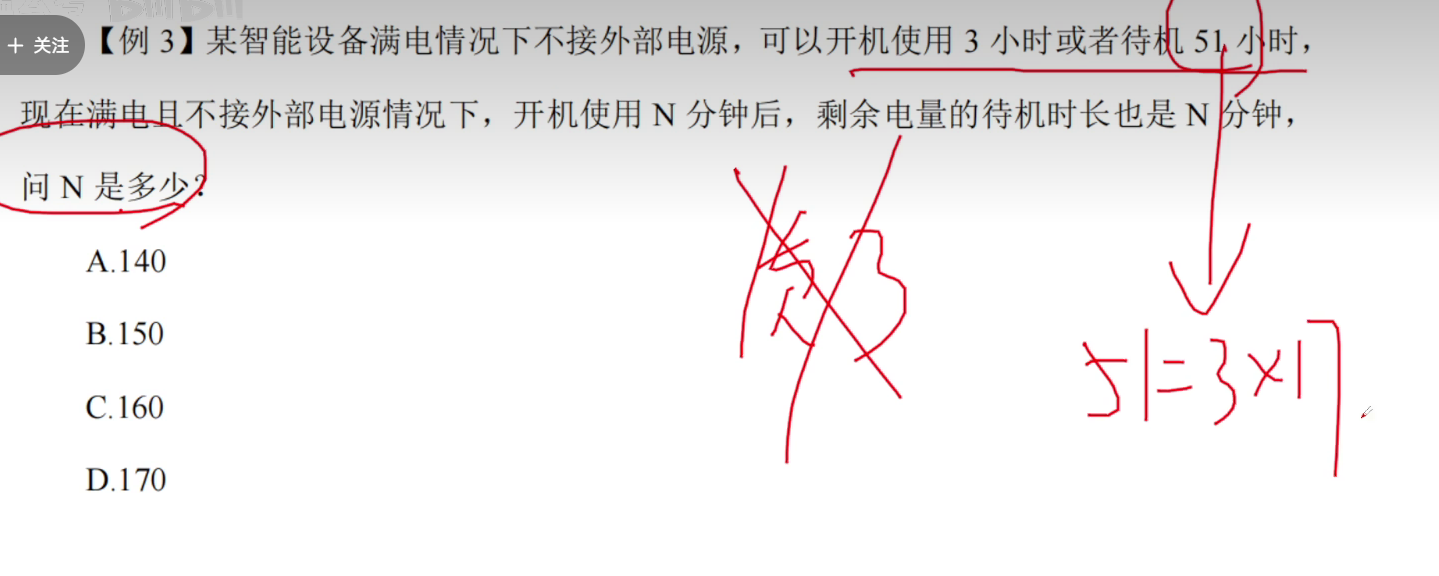 + 关注
【例 3】某智能设备满电情况下不接外部电源，可以开机使用 3 小时或者待机 51 小时，
现在满电且不接外部电源情况下，开机使用 N 分钟后，剩余电量的待机时长也是 N 分钟，
问 N 是多少？
A.140
B.150
C.160
D.170
51=3×17